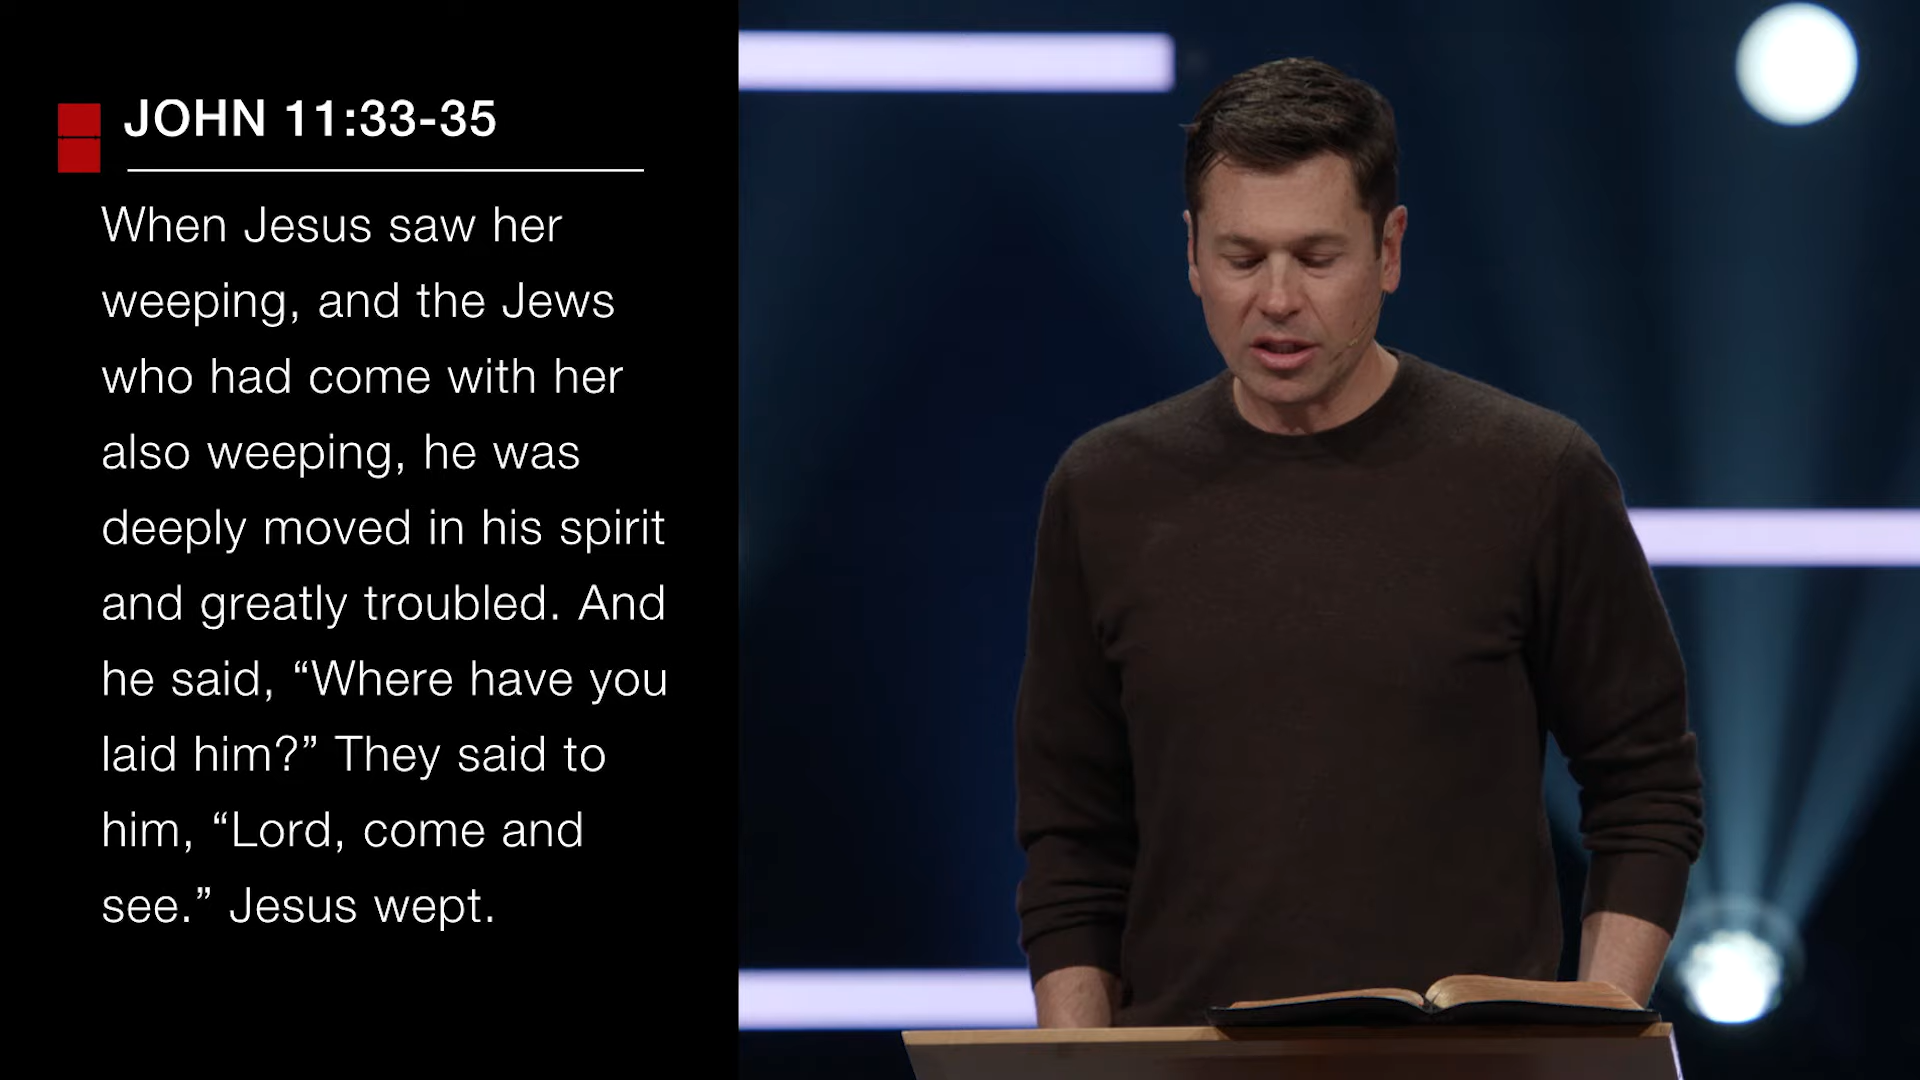 JOHN 11:33-35
When Jesus saw her
weeping, and the Jews
who had come with her
also weeping, he was
deeply moved in his spirit
and greatly troubled. And
he said, “Where have you
laid him?” They said to
him, “Lord, come and
see.” Jesus wept.